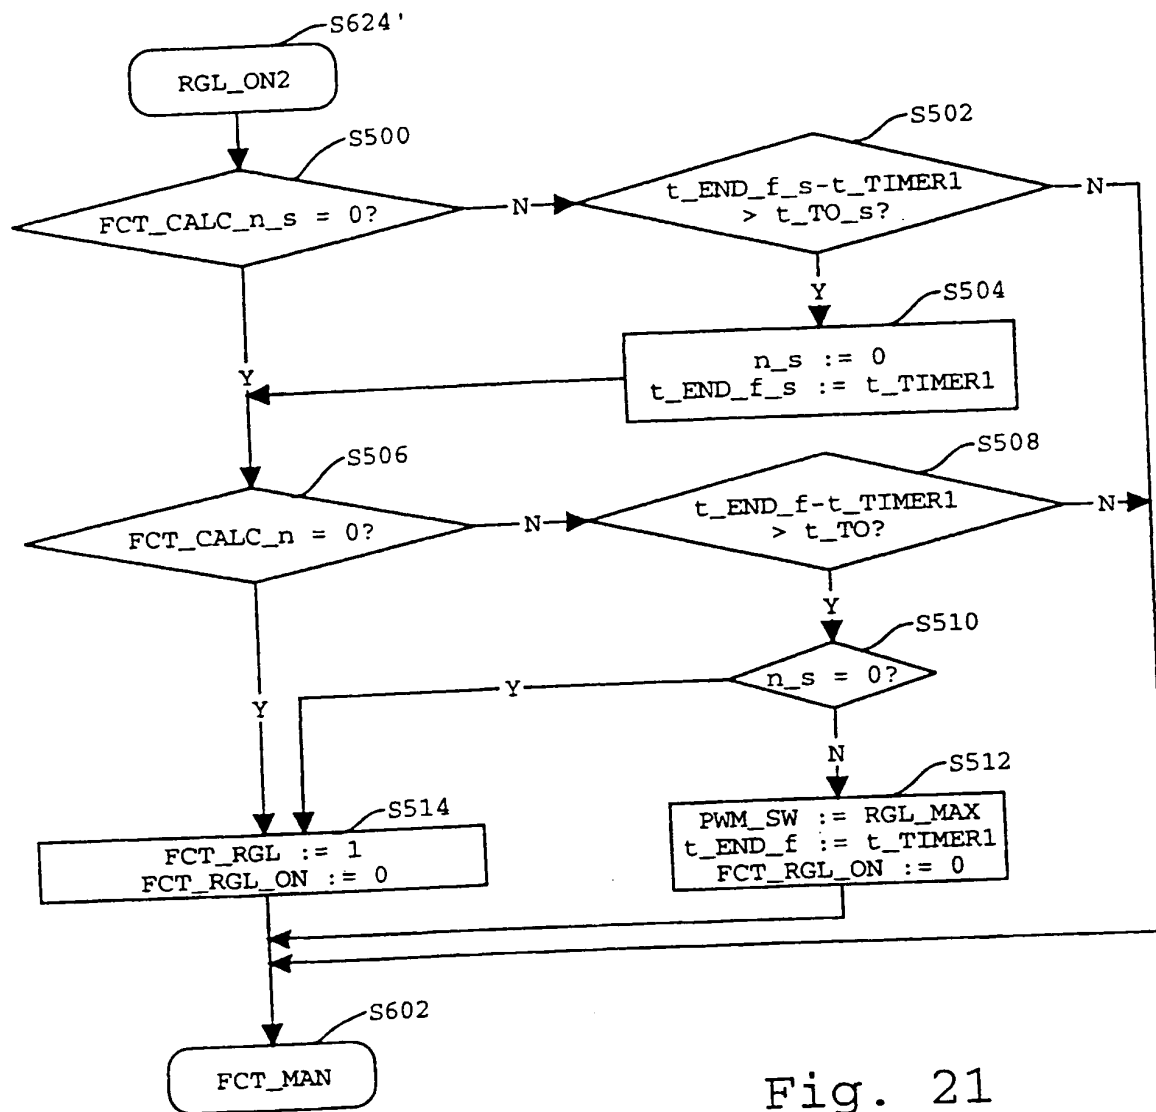 S624'
RGL_ON2
S500
FCT_CALC_n_s = 0?
N
S502
t_END_f_s-t_TIMER1
> t_TO_s?
N
Y
S504
n_s := 0
t_END_f_s := t_TIMER1
Y
S506
FCT_CALC_n = 0?
N
S508
t_END_f-t_TIMER1
> t_TO?
N
Y
S510
n_s = 0?
Y
Y
N
S512
PWM_SW := RGL_MAX
t_END_f := t_TIMER1
FCT_RGL_ON := 0
S514
FCT_RGL := 1
FCT_RGL_ON := 0
S602
FCT_MAN
Fig. 21